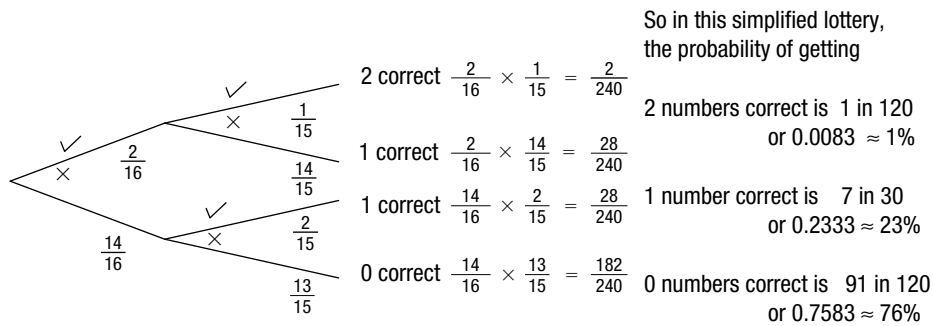 So in this simplified lottery,
the probability of getting
✓ ✓ × 2/16 × 1/15 2 correct 2/16 × 1/15 = 2/240
2 numbers correct is 1 in 120
or 0.0083 ≈ 1%
14/15 1 correct 2/16 × 14/15 = 28/240
14/16 ✓ × 2/15 1 correct 14/16 × 2/15 = 28/240
1 number correct is 7 in 30
or 0.2333 ≈ 23%
13/15 0 correct 14/16 × 13/15 = 182/240
0 numbers correct is 91 in 120
or 0.7583 ≈ 76%